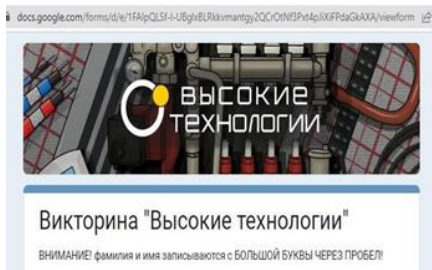 docs.google.com/forms/d/e/1FAIpQLSf-I-UBglxBLRkkvmantgy2QCrOtNf3Pxt4pJiXiFPdaGkAXA/viewform
ВЫСОКИЕ
ТЕХНОЛОГИИ
Викторина "Высокие технологии"
ВНИМАНИЕ! фамилия и имя записываются с БОЛЬШОЙ БУКВЫ ЧЕРЕЗ ПРОБЕЛ!